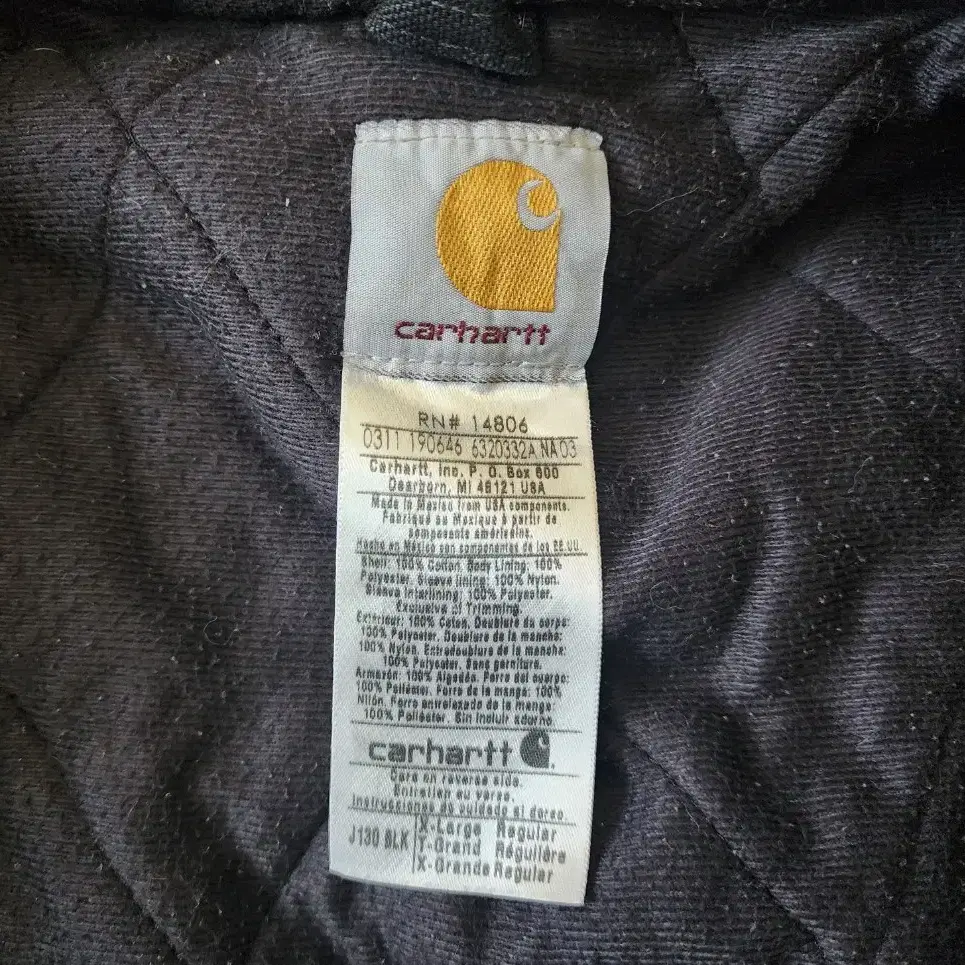 carhartt
RN# 14806
0311 190646 6320332A NA 03
Carhartt, Inc. P. O. Box 600
Dearborn, MI 48121 USA
Made in Mexico from USA components.
Fabriqué au Mexique à partir de
composants américains.
Hecho en México con componentes de los EE.UU.
Shell: 100% Cotton. Body Lining: 100%
Polyester. Sleeve lining: 100% Nylon.
Sleeve Interlining: 100% Polyester.
Exclusive of Trimming.
Extérieur: 100% Coton. Doublure du corps:
100% Polyester. Doublure de la manche:
100% Nylon. Entredoublure de la manche:
100% Polyester. Sans garniture.
Armazón: 100% Algodón. Forro del cuerpo:
100% Poliéster. Forro de la manga: 100%
Nilón. Forro entrelazado de la manga:
100% Poliéster. Sin incluir adorno.
carhartt
Care on reverse side.
Entretien au verso.
Instrucciones de cuidado al dorso.
J130 BLK
X-Large Regular
T-Grand Régulière
X-Grande Regular